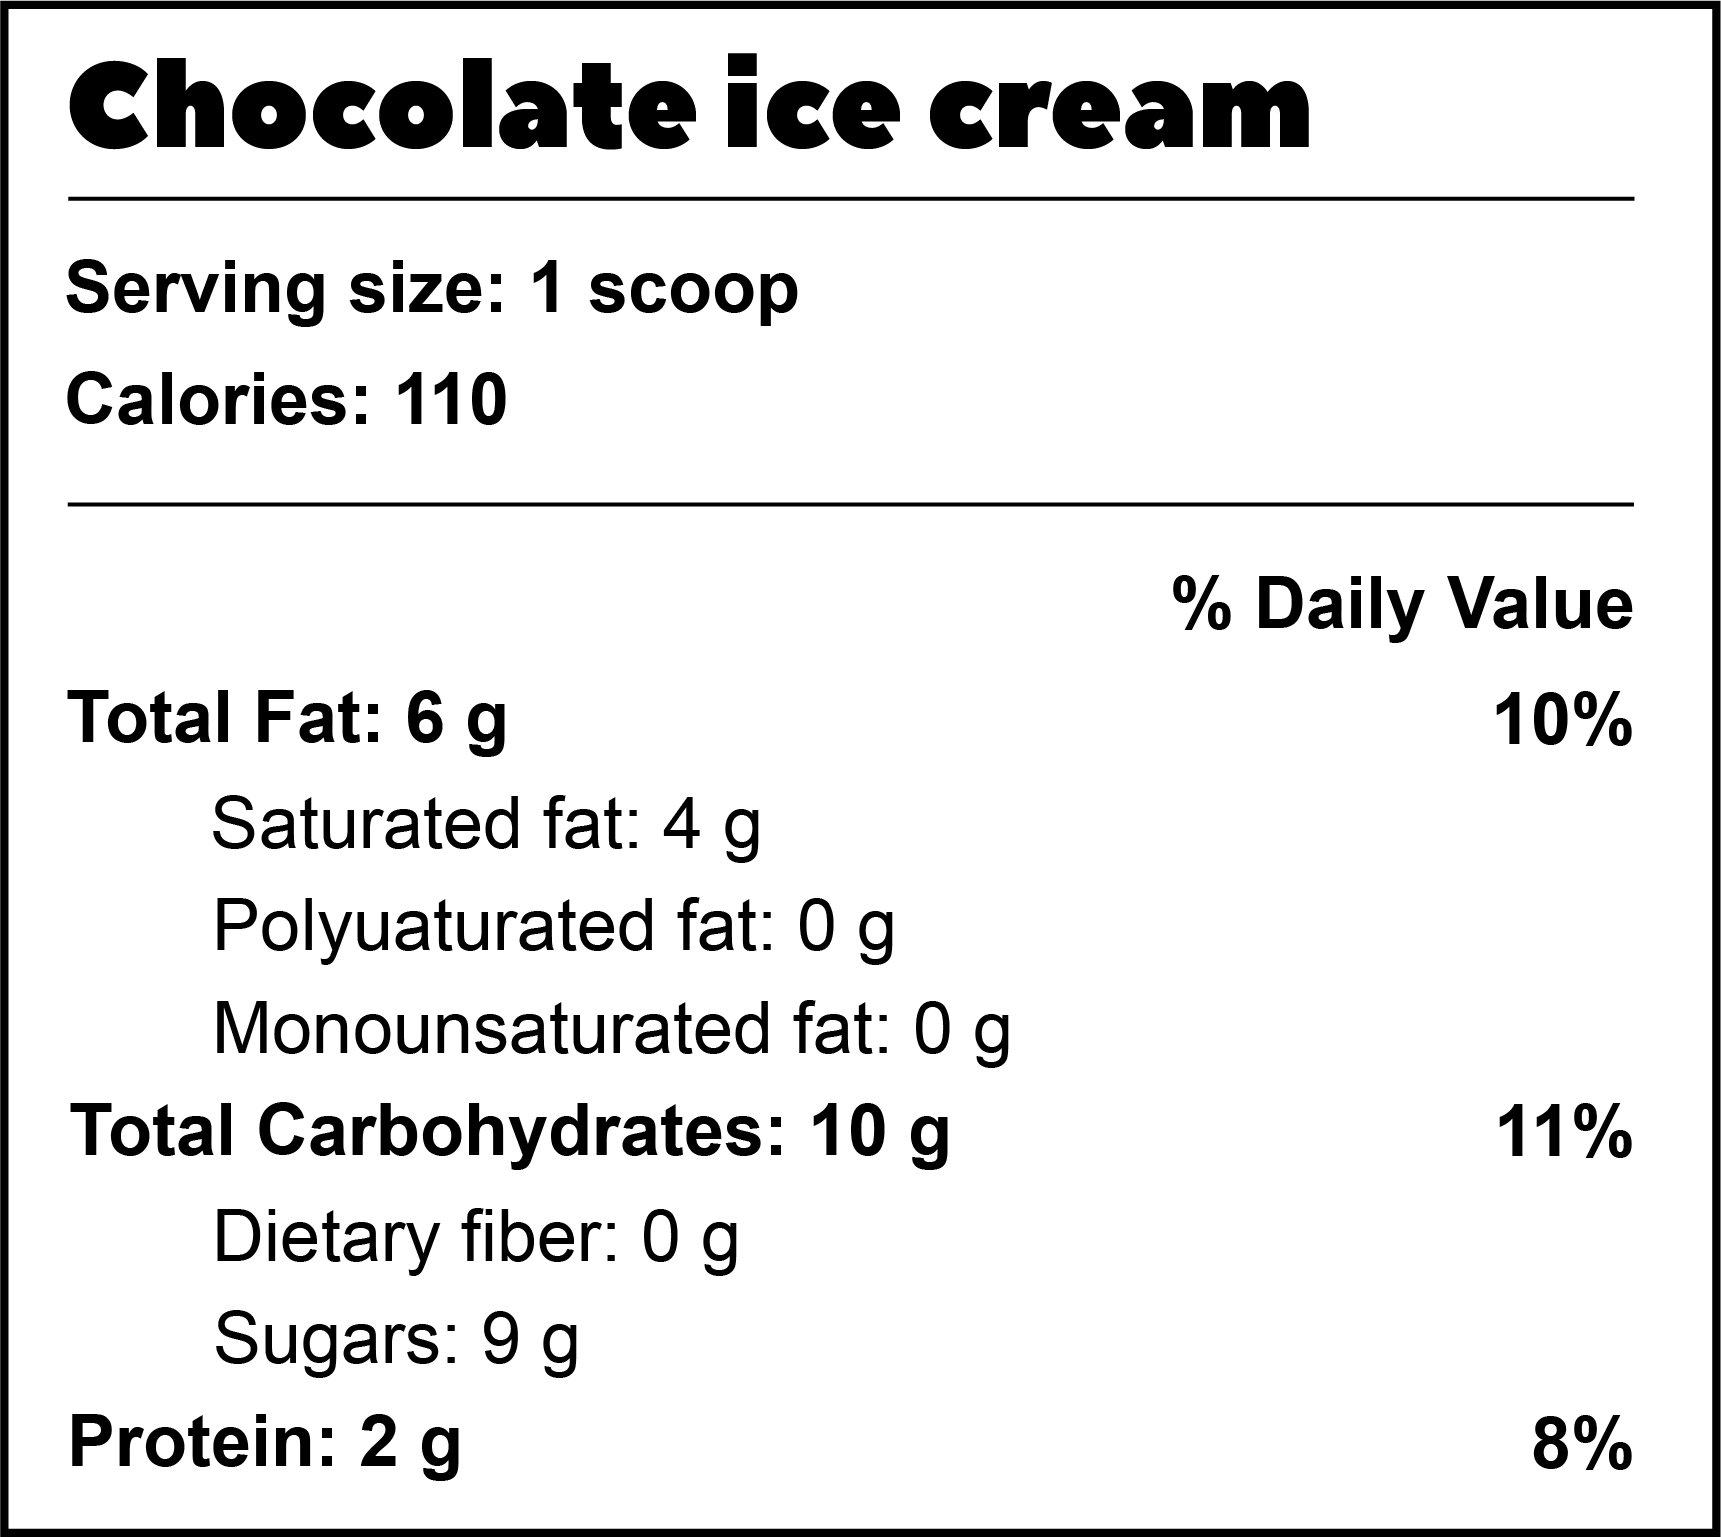 Chocolate ice cream
Serving size: 1 scoop
Calories: 110
% Daily Value
Total Fat: 6 g 10%
Saturated fat: 4 g
Polyuaturated fat: 0 g
Monounsaturated fat: 0 g
Total Carbohydrates: 10 g 11%
Dietary fiber: 0 g
Sugars: 9 g
Protein: 2 g 8%